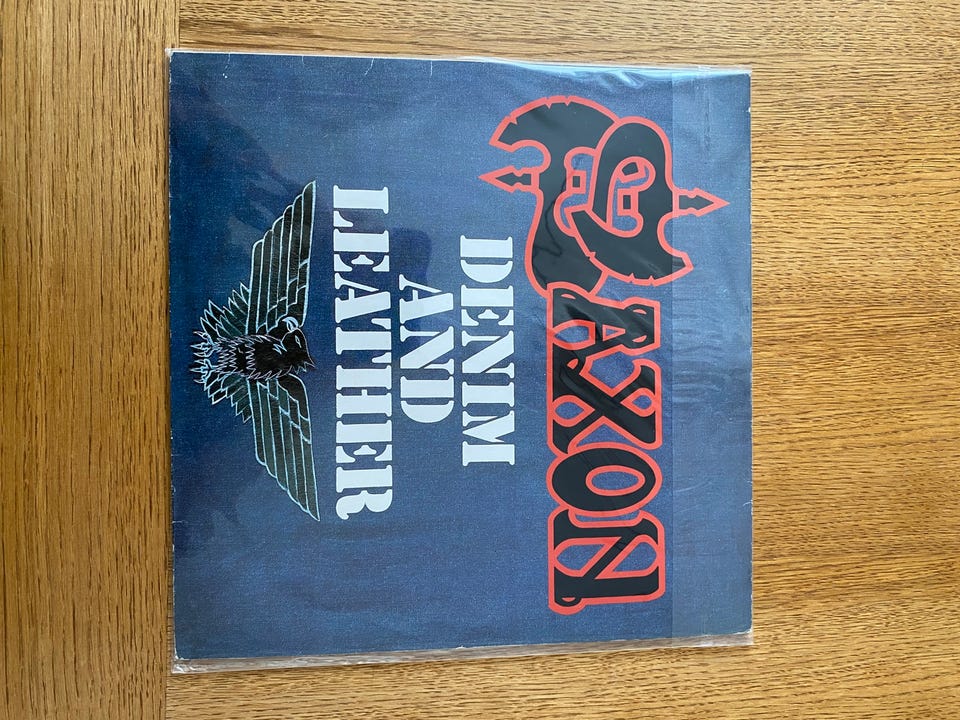 SAXON
DENIM
AND
LEATHER